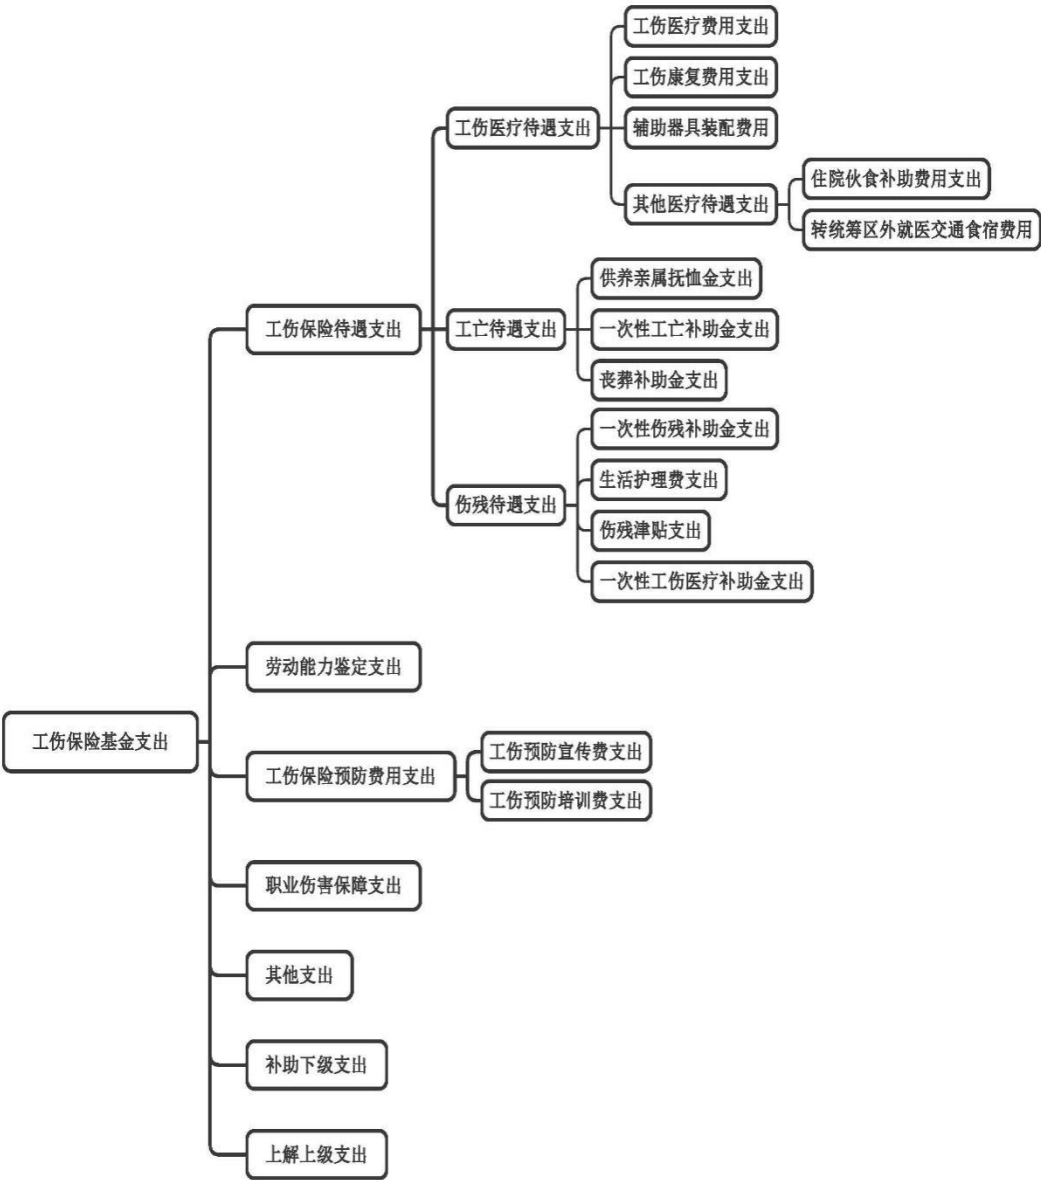 工伤医疗费用支出
工伤康复费用支出
工伤医疗待遇支出
辅助器具装配费用
其他医疗待遇支出
住院伙食补助费用支出
转统筹区外就医交通食宿费用
供养亲属抚恤金支出
工伤保险待遇支出
工亡待遇支出
一次性工亡补助金支出
丧葬补助金支出
一次性伤残补助金支出
生活护理费支出
伤残待遇支出
伤残津贴支出
一次性工伤医疗补助金支出
劳动能力鉴定支出
工伤保险基金支出
工伤保险预防费用支出
工伤预防宣传费支出
工伤预防培训费支出
职业伤害保障支出
其他支出
补助下级支出
上解上级支出